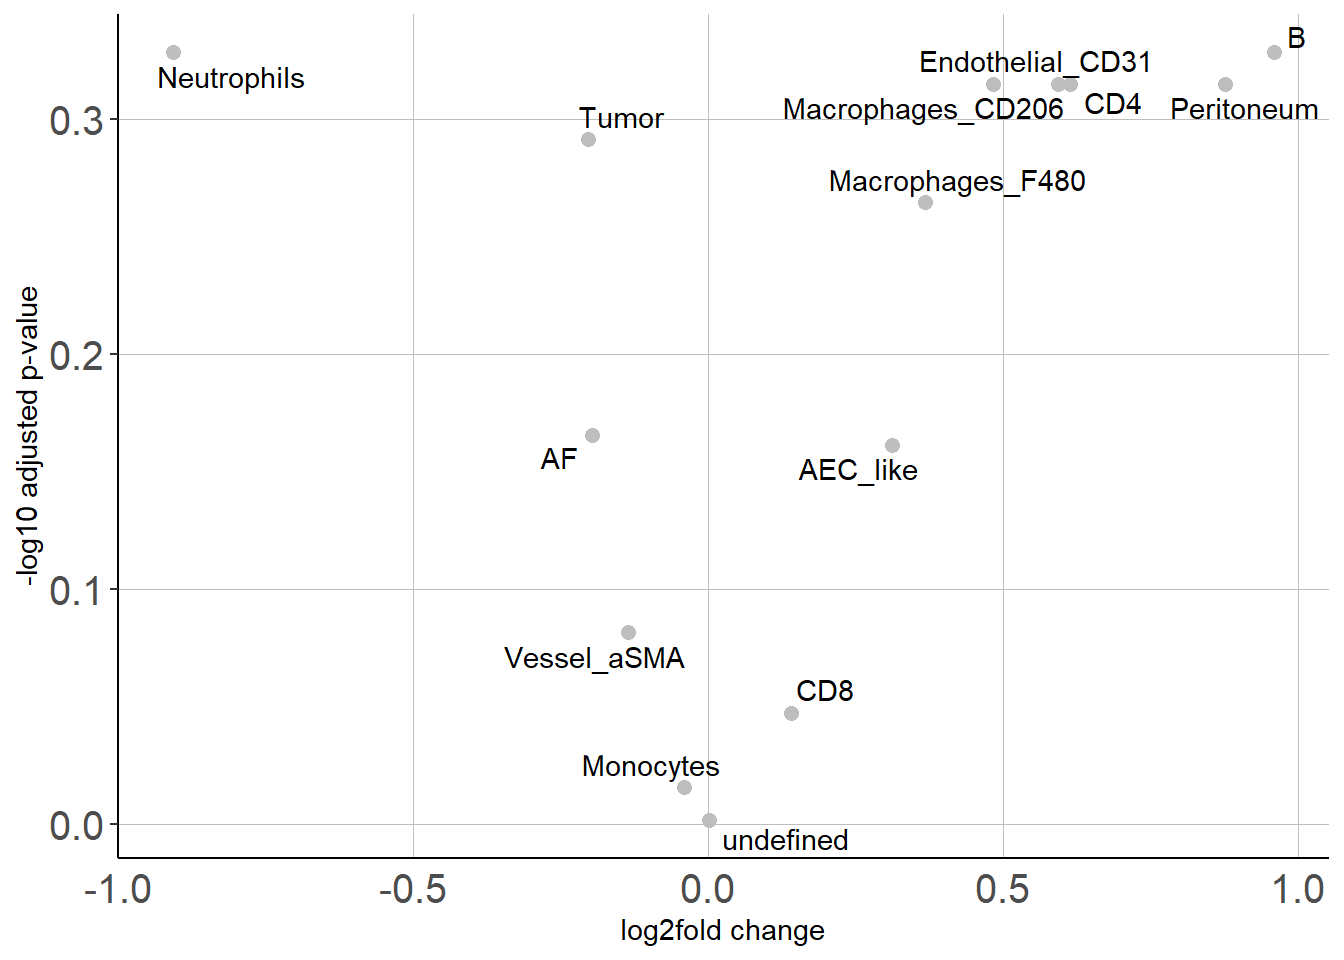 B
Endothelial_CD31
Neutrophils
Macrophages_CD206
CD4
Peritoneum
0.3
Tumor
Macrophages_F480
0.2
-log10 adjusted p-value
AF
AEC_like
0.1
Vessel_aSMA
CD8
Monocytes
0.0
undefined
-1.0
-0.5
0.0
0.5
1.0
log2fold change